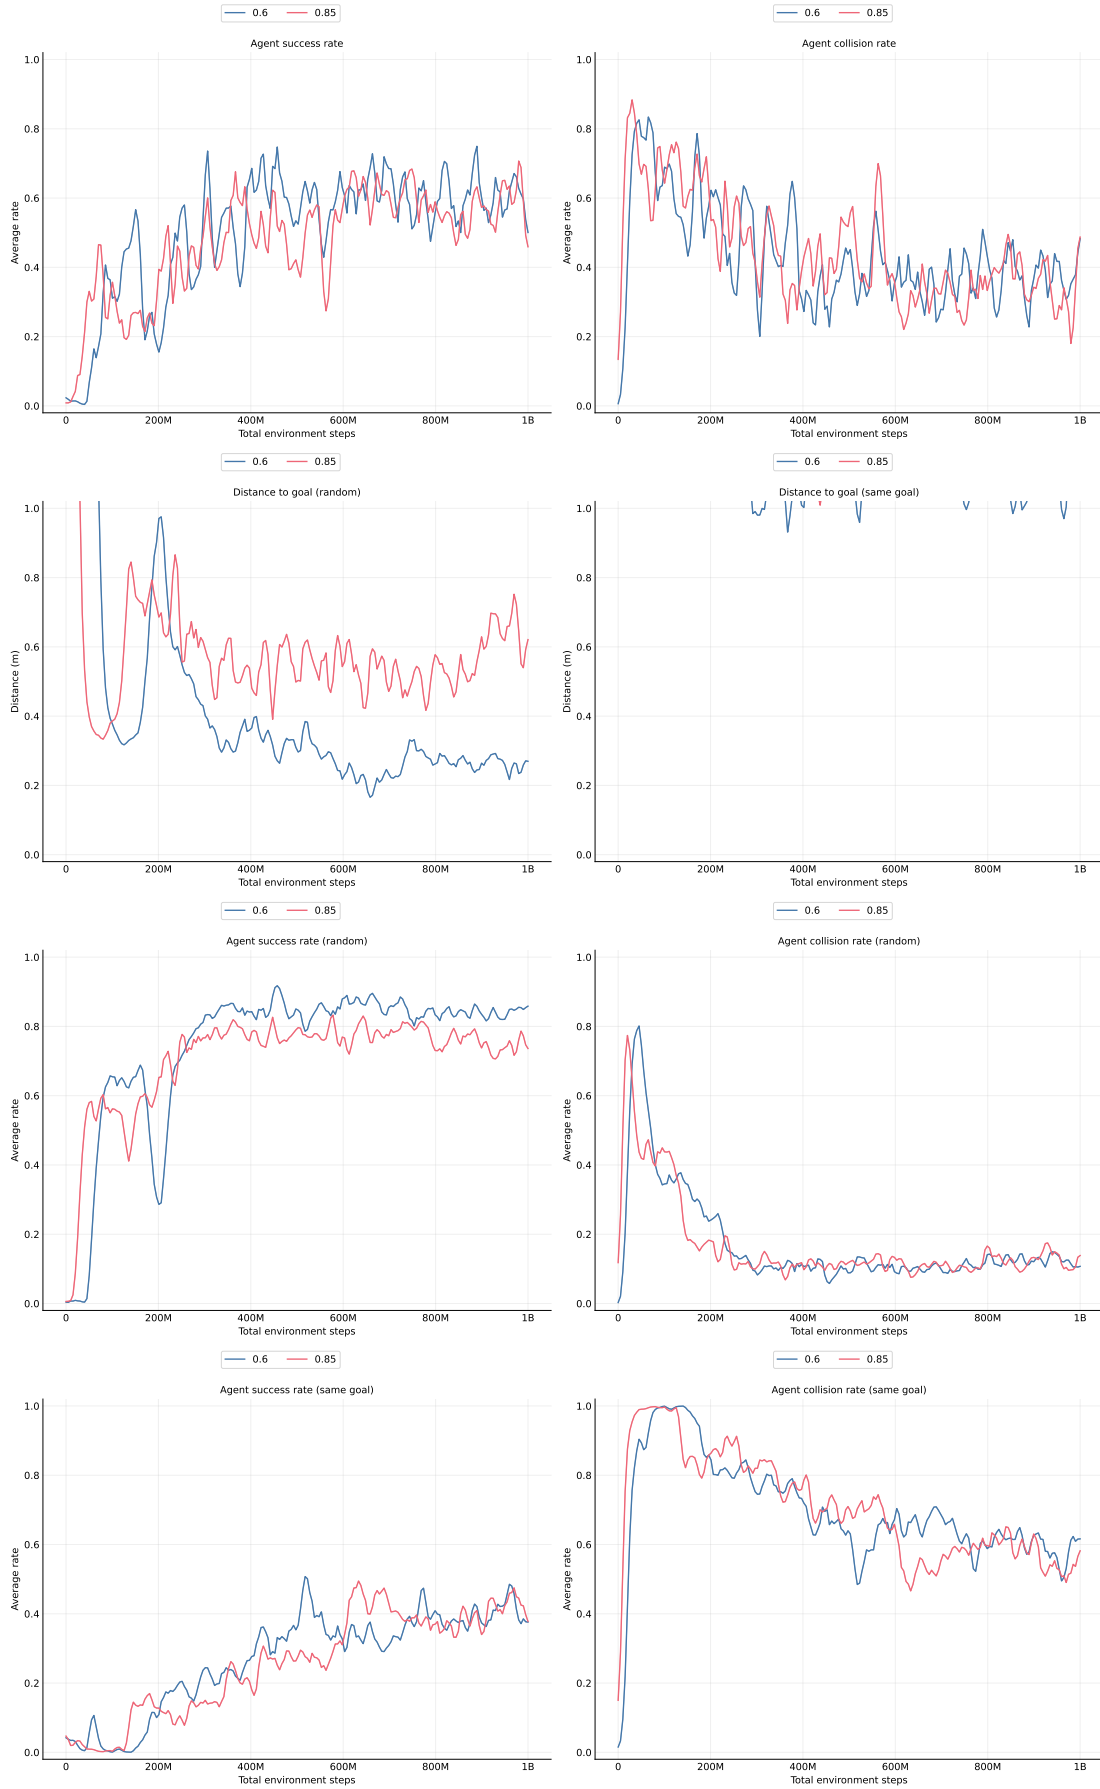 0.6 0.85
Agent success rate
1.0
0.8
0.6
0.4
0.2
0.0
Average rate
0 200M 400M 600M 800M 1B
Total environment steps
0.6 0.85
Agent collision rate
1.0
0.8
0.6
0.4
0.2
0.0
Average rate
0 200M 400M 600M 800M 1B
Total environment steps
0.6 0.85
Distance to goal (random)
1.0
0.8
0.6
0.4
0.2
0.0
Distance (m)
0 200M 400M 600M 800M 1B
Total environment steps
0.6 0.85
Distance to goal (same goal)
1.0
0.8
0.6
0.4
0.2
0.0
Distance (m)
0 200M 400M 600M 800M 1B
Total environment steps
0.6 0.85
Agent success rate (random)
1.0
0.8
0.6
0.4
0.2
0.0
Average rate
0 200M 400M 600M 800M 1B
Total environment steps
0.6 0.85
Agent collision rate (random)
1.0
0.8
0.6
0.4
0.2
0.0
Average rate
0 200M 400M 600M 800M 1B
Total environment steps
0.6 0.85
Agent success rate (same goal)
1.0
0.8
0.6
0.4
0.2
0.0
Average rate
0 200M 400M 600M 800M 1B
Total environment steps
0.6 0.85
Agent collision rate (same goal)
1.0
0.8
0.6
0.4
0.2
0.0
Average rate
0 200M 400M 600M 800M 1B
Total environment steps